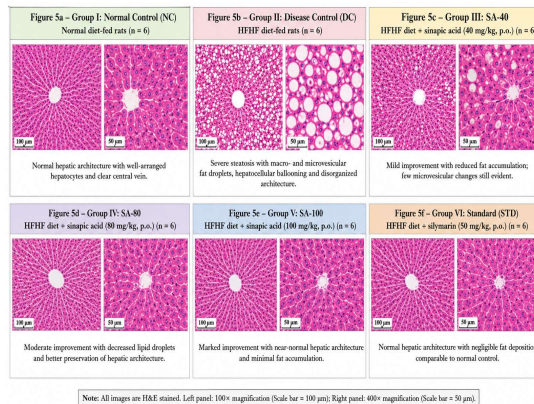 Figure 5a – Group I: Normal Control (NC)
Normal diet-fed rats (n = 6)
100 µm
50 µm
Normal hepatic architecture with well-arranged
hepatocytes and clear central vein.
Figure 5b – Group II: Disease Control (DC)
HFHF diet-fed rats (n = 6)
100 µm
50 µm
Severe steatosis with macro- and microvesicular
fat droplets, hepatocellular ballooning and disorganized
architecture.
Figure 5c – Group III: SA-40
HFHF diet + sinapic acid (40 mg/kg, p.o.) (n = 6
100 µm
50 µm
Mild improvement with reduced fat accumulation;
few microvesicular changes still evident.
Figure 5d – Group IV: SA-80
HFHF diet + sinapic acid (80 mg/kg, p.o.) (n = 6)
100 µm
50 µm
Moderate improvement with decreased lipid droplets
and better preservation of hepatic architecture.
Figure 5e – Group V: SA-100
HFHF diet + sinapic acid (100 mg/kg, p.o.) (n = 6)
100 µm
50 µm
Marked improvement with near-normal hepatic architecture
and minimal fat accumulation.
Figure 5f – Group VI: Standard (STD)
HFHF diet + silymarin (50 mg/kg, p.o.) (n = 6)
100 µm
50 µm
Normal hepatic architecture with negligible fat deposition
comparable to normal control.
Note: All images are H&E stained. Left panel: 100× magnification (Scale bar = 100 µm); Right panel: 400× magnification (Scale bar = 50 µm).